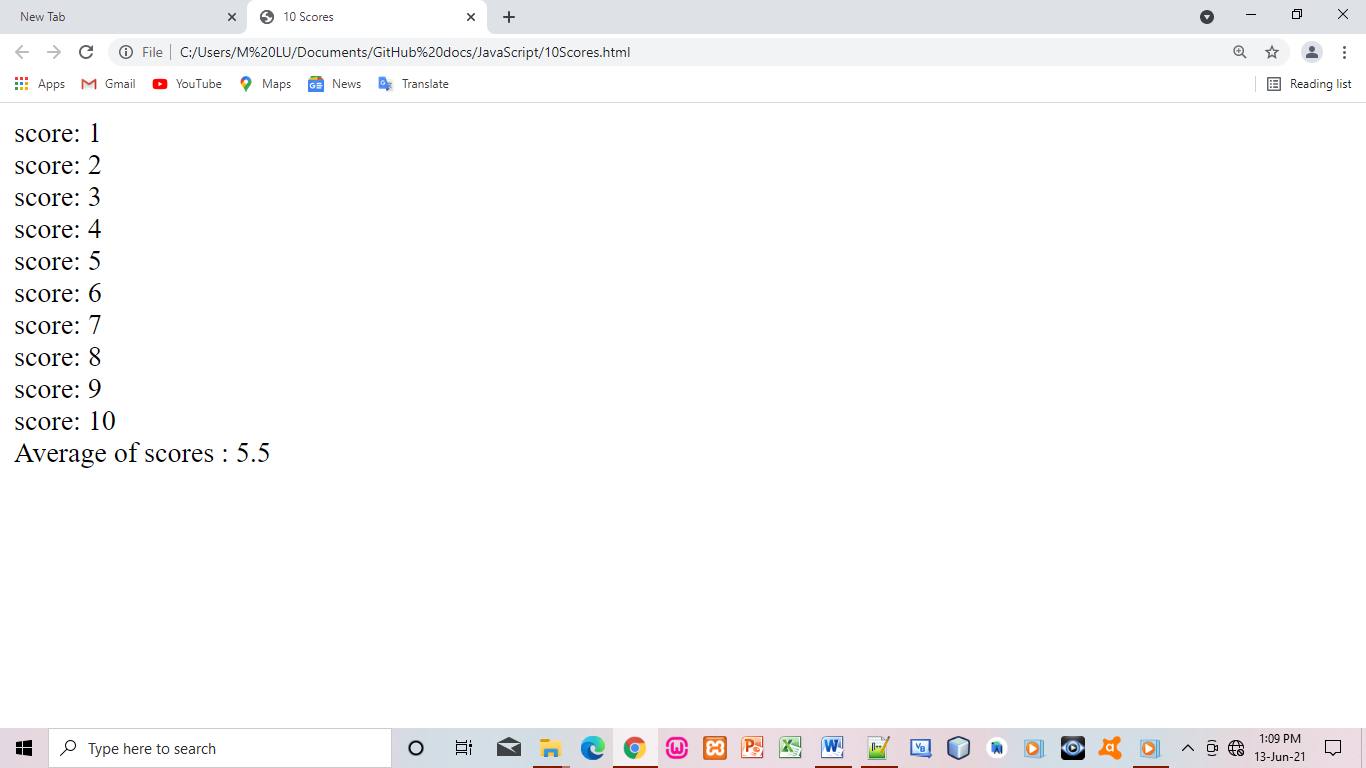 New Tab
10 Scores
File
C:/Users/M%20LU/Documents/GitHub%20docs/JavaScript/10Scores.html
Apps
Gmail
YouTube
Maps
News
Translate
Reading list
score: 1
score: 2
score: 3
score: 4
score: 5
score: 6
score: 7
score: 8
score: 9
score: 10
Average of scores : 5.5
Type here to search
1:09 PM
13-Jun-21